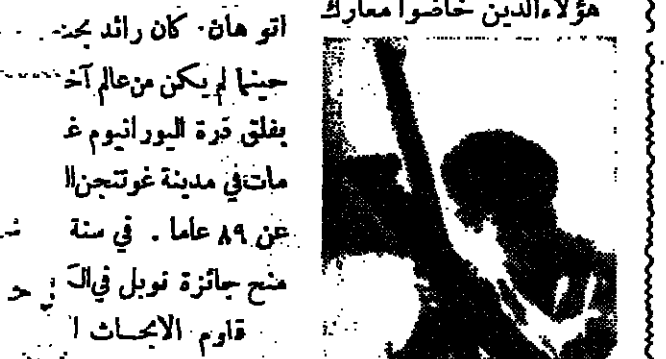 هؤلاء الذين خاضوا معارك
اتو هان. كان رائد
حينما لم يكن من عالم
بفلق ذرة اليورانيوم
مات في مدينة غوتنجن
عن ٨٩ عاما . في سنة
منح جائزة نوبل في
قاوم الابحاث